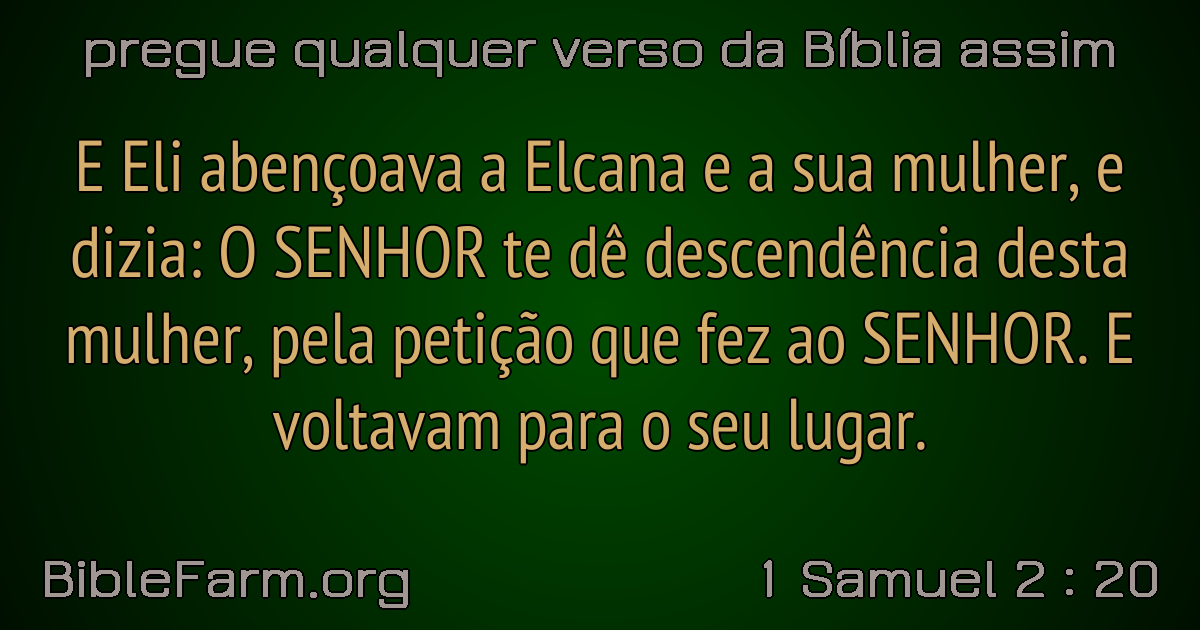 pregue qualquer verso da Bíblia assim
E Eli abençoava a Elcana e a sua mulher, e
dizia: O SENHOR te dê descendência desta
mulher, pela petição que fez ao SENHOR. E
voltavam para o seu lugar.
BibleFarm.org
1 Samuel 2 : 20